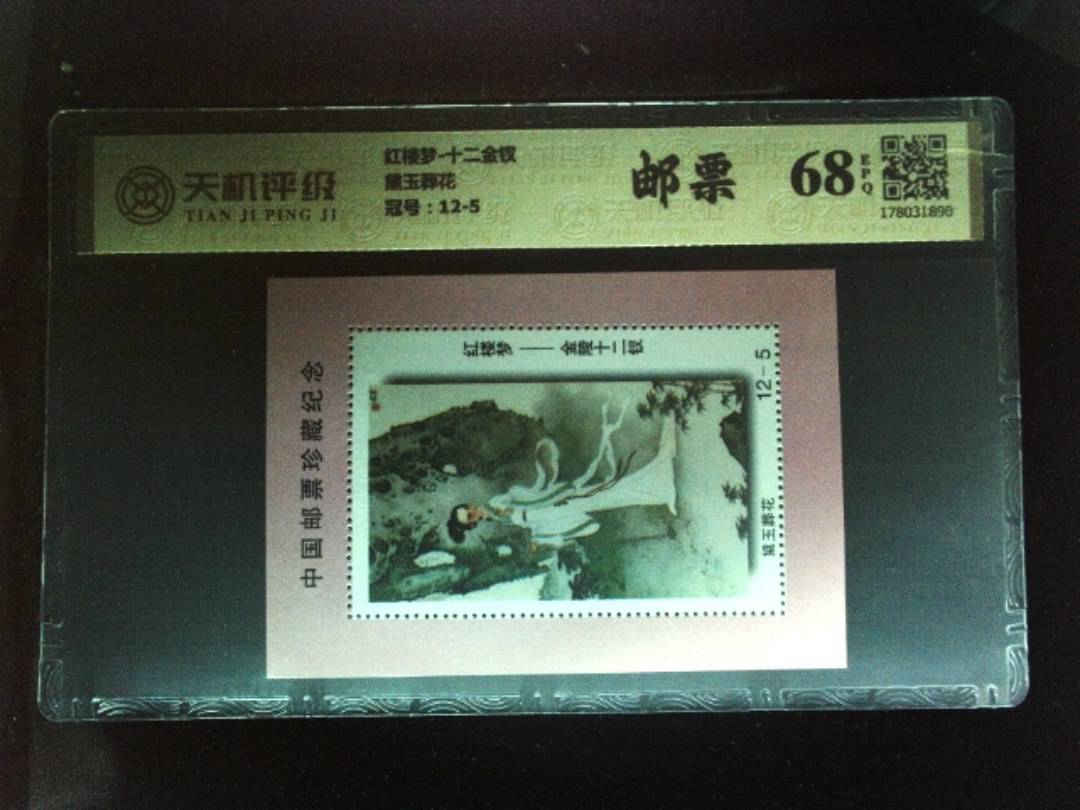 天机评级
TIAN JI PING JI
红楼梦-十二金钗
黛玉葬花
冠号：12-5
邮票
68
EPQ
178031890
中国邮票珍藏纪念
红楼梦——金陵十二钗
12-5
黛玉葬花